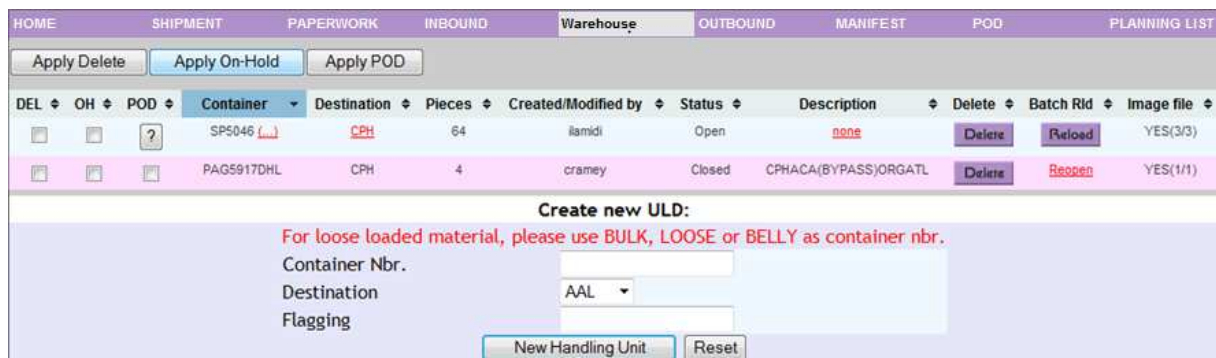 HOME SHIPMENT PAPERWORK INBOUND Warehouse OUTBOUND MANIFEST POD PLANNING LIST
Apply Delete Apply On-Hold Apply POD
DEL OH POD Container Destination Pieces Created/Modified by Status Description Delete Batch Rld Image file
? SP5046 (...) CPH 64 ilamidi Open none Delete Reload YES(3/3)
PAG5917DHL CPH 4 cramey Closed CPHACA(BYPASS)ORGATL Delete Reopen YES(1/1)
Create new ULD:
For loose loaded material, please use BULK, LOOSE or BELLY as container nbr.
Container Nbr.
Destination AAL
Flagging
New Handling Unit Reset